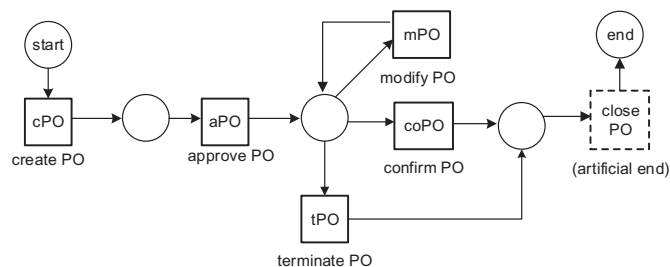 start
mPO
end
modify PO
cPO
aPO
coPO
close
PO
create PO
approve PO
confirm PO
(artificial end)
tPO
terminate PO